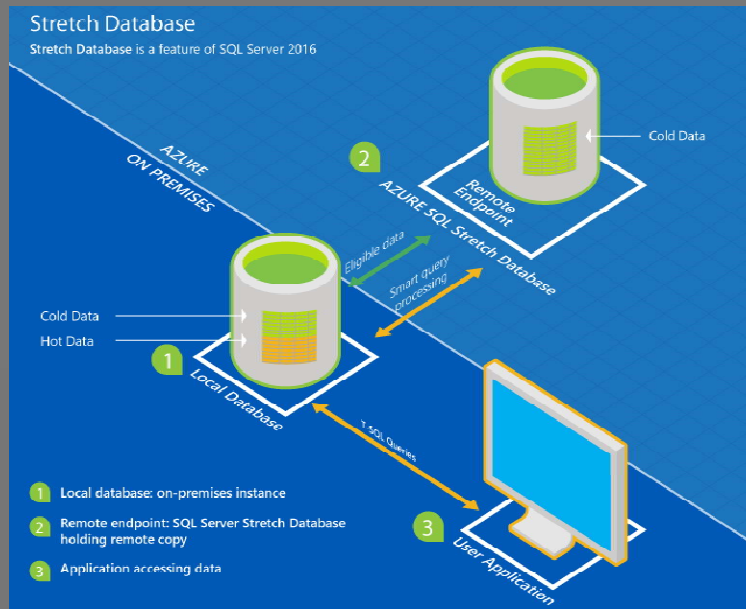 Stretch Database
Stretch Database is a feature of SQL Server 2016
AZURE
ON PREMISES
2
Cold Data
Remote
Endpoint
AZURE SQL Stretch Database
Eligible data
Smart query
processing
Cold Data
Hot Data
1
Local Database
T-SQL Queries
3
User Application
1 Local database: on-premises instance
2 Remote endpoint: SQL Server Stretch Database
holding remote copy
3 Application accessing data